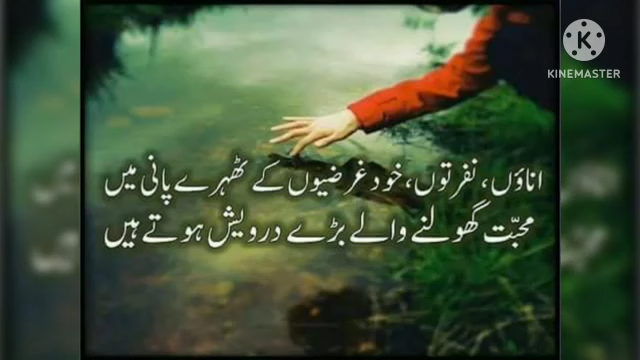 KINEMASTER
اناؤں، نفرتوں، خود غرضیوں کے ٹھہرے پانی میں
محبّت گھولنے والے بڑے درویش ہوتے ہیں